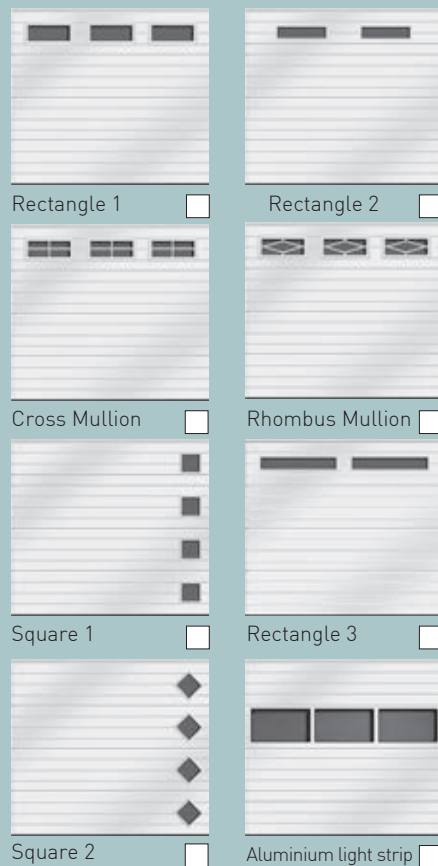 Rectangle 1
Rectangle 2
Cross Mullion
Rhombus Mullion
Square 1
Rectangle 3
Square 2
Aluminium light strip